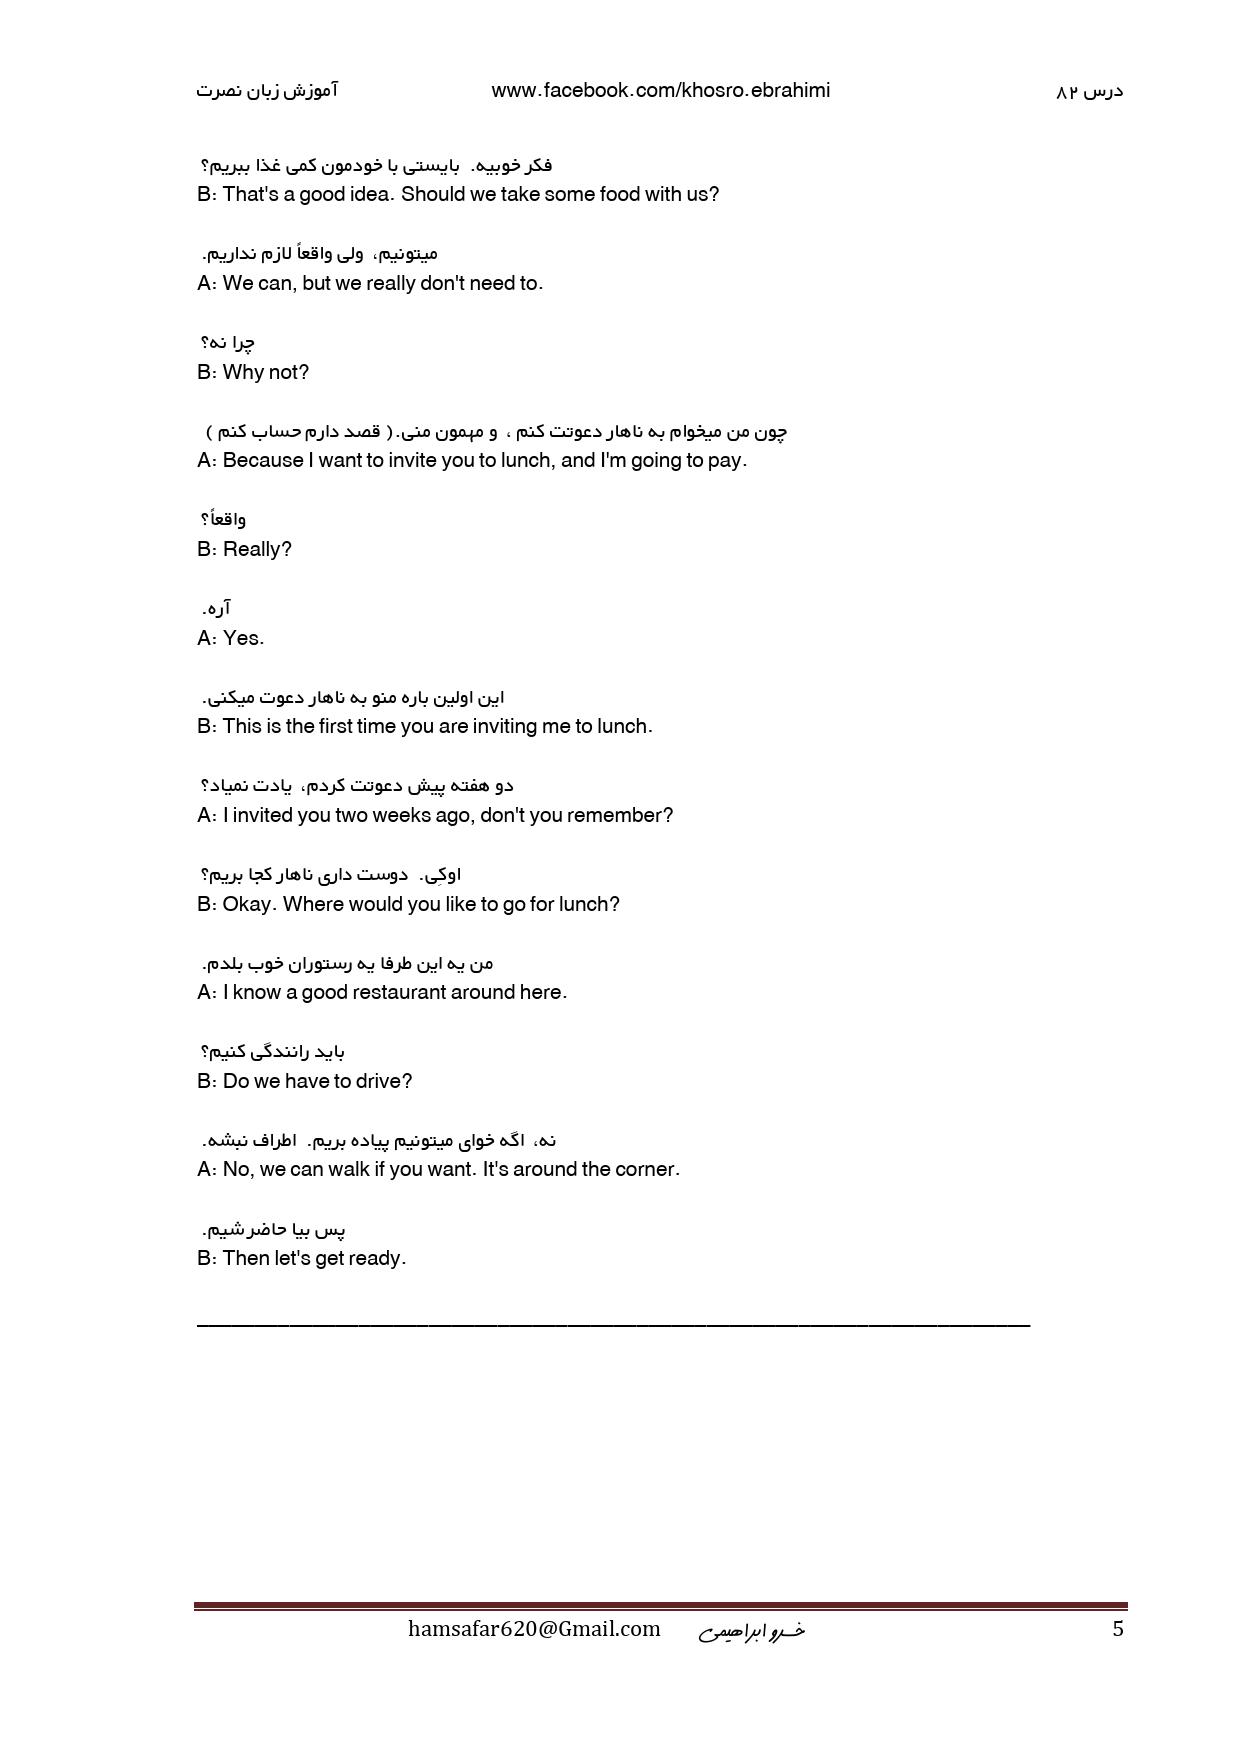 آموزش زبان نصرت www.facebook.com/khosro.ebrahimi درس ۸۲
فکر خوبیه. بایستی با خودمون کمی غذا ببریم؟
B: That's a good idea. Should we take some food with us?
میتونیم، ولی واقعاً لازم نداریم.
A: We can, but we really don't need to.
چرا نه؟
B: Why not?
چون من میخوام به ناهار دعوتت کنم ، و مهمون منی.( قصد دارم حساب کنم )
A: Because I want to invite you to lunch, and I'm going to pay.
واقعاً؟
B: Really?
آره.
A: Yes.
این اولین باره منو به ناهار دعوت میکنی.
B: This is the first time you are inviting me to lunch.
دو هفته پیش دعوتت کردم، یادت نمیاد؟
A: I invited you two weeks ago, don't you remember?
اوکِی. دوست داری ناهار کجا بریم؟
B: Okay. Where would you like to go for lunch?
من یه این طرفا یه رستوران خوب بلدم.
A: I know a good restaurant around here.
باید رانندگی کنیم؟
B: Do we have to drive?
نه، اگه خوای میتونیم پیاده بریم. اطراف نبشه.
A: No, we can walk if you want. It's around the corner.
پس بیا حاضر شیم.
B: Then let's get ready.
hamsafar620@Gmail.com خسرو ابراهیمی 5